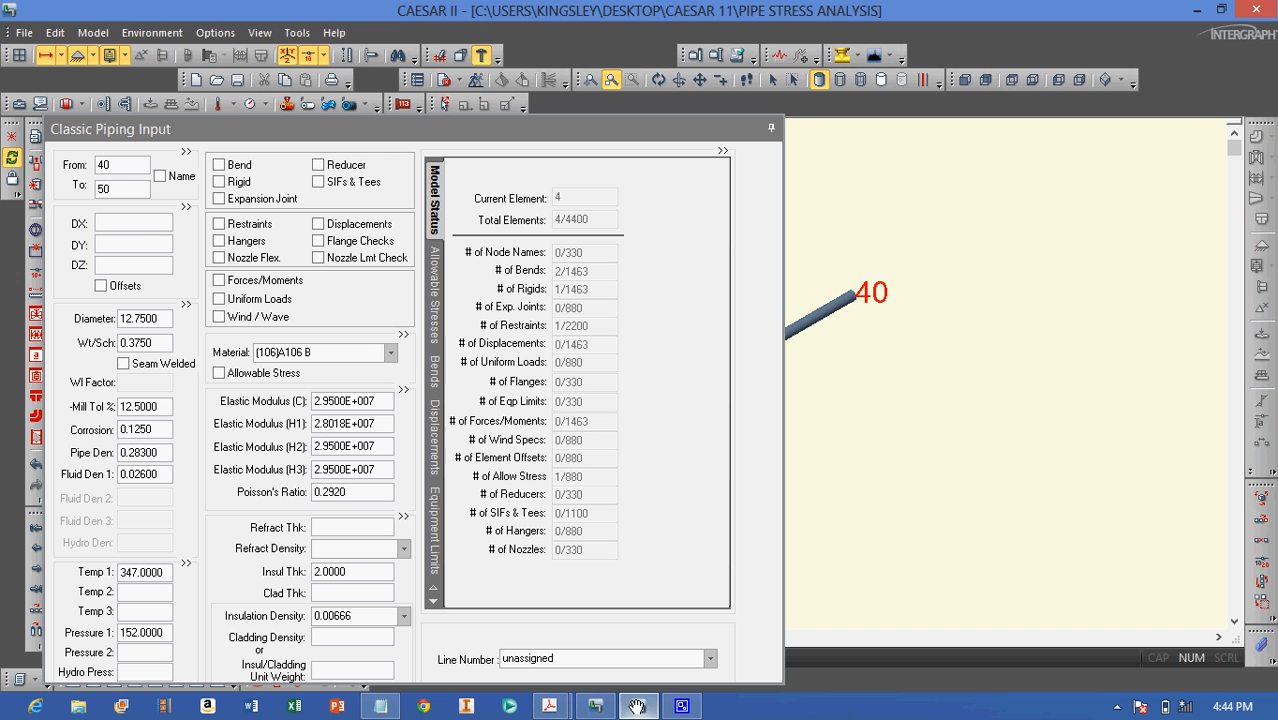 CAESAR II - [C:\USERS\KINGSLEY\DESKTOP\CAESAR 11\PIPE STRESS ANALYSIS]
File Edit Model Environment Options View Tools Help
INTERGRAPH
113
Classic Piping Input
From: 40
To: 50
Name
DX:
DY:
DZ:
Offsets
Diameter: 12.7500
Wt/Sch: 0.3750
Seam Welded
Wl Factor:
-Mill Tol %: 12.5000
Corrosion: 0.1250
Pipe Den: 0.28300
Fluid Den 1: 0.02600
Fluid Den 2:
Fluid Den 3:
Hydro Den:
Temp 1: 347.0000
Temp 2:
Temp 3:
Pressure 1: 152.0000
Pressure 2:
Hydro Press:
Bend Reducer
Rigid SIFs & Tees
Expansion Joint
Restraints Displacements
Hangers Flange Checks
Nozzle Flex. Nozzle Lmt Check
Forces/Moments
Uniform Loads
Wind / Wave
Material: (106)A106 B
Allowable Stress
Elastic Modulus (C): 2.9500E+007
Elastic Modulus (H1): 2.8018E+007
Elastic Modulus (H2): 2.9500E+007
Elastic Modulus (H3): 2.9500E+007
Poisson's Ratio: 0.2920
Refract Thk:
Refract Density:
Insul Thk: 2.0000
Clad Thk:
Insulation Density: 0.00666
Cladding Density:
or
Insul/Cladding
Unit Weight:
Model Status
Allowable Stresses
Bends
Displacements
Equipment Limits
Current Element: 4
Total Elements: 4/4400
# of Node Names: 0/330
# of Bends: 2/1463
# of Rigids: 1/1463
# of Exp. Joints: 0/880
# of Restraints: 1/2200
# of Displacements: 0/1463
# of Uniform Loads: 0/880
# of Flanges: 0/330
# of Eqp Limits: 0/330
# of Forces/Moments: 0/1463
# of Wind Specs: 0/880
# of Element Offsets: 0/880
# of Allow Stress 1/880
# of Reducers: 0/330
# of SIFs & Tees: 0/1100
# of Hangers: 0/880
# of Nozzles: 0/330
Line Number: unassigned
40
CAP NUM SCRL
4:44 PM